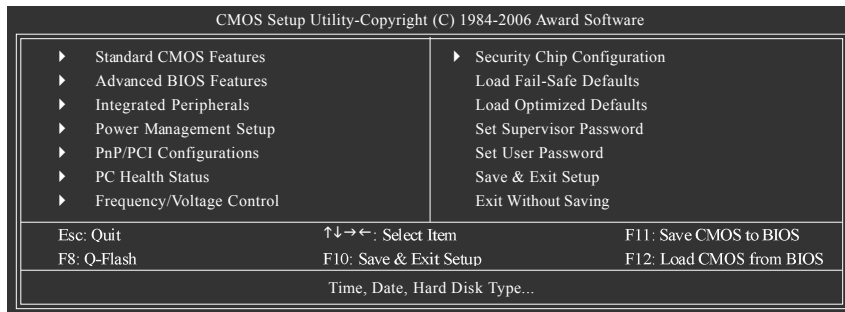 CMOS Setup Utility-Copyright (C) 1984-2006 Award Software
Standard CMOS Features
Advanced BIOS Features
Integrated Peripherals
Power Management Setup
PnP/PCI Configurations
PC Health Status
Frequency/Voltage Control
Security Chip Configuration
Load Fail-Safe Defaults
Load Optimized Defaults
Set Supervisor Password
Set User Password
Save & Exit Setup
Exit Without Saving
Esc: Quit ↑↓→←: Select Item F11: Save CMOS to BIOS
F8: Q-Flash F10: Save & Exit Setup F12: Load CMOS from BIOS
Time, Date, Hard Disk Type...